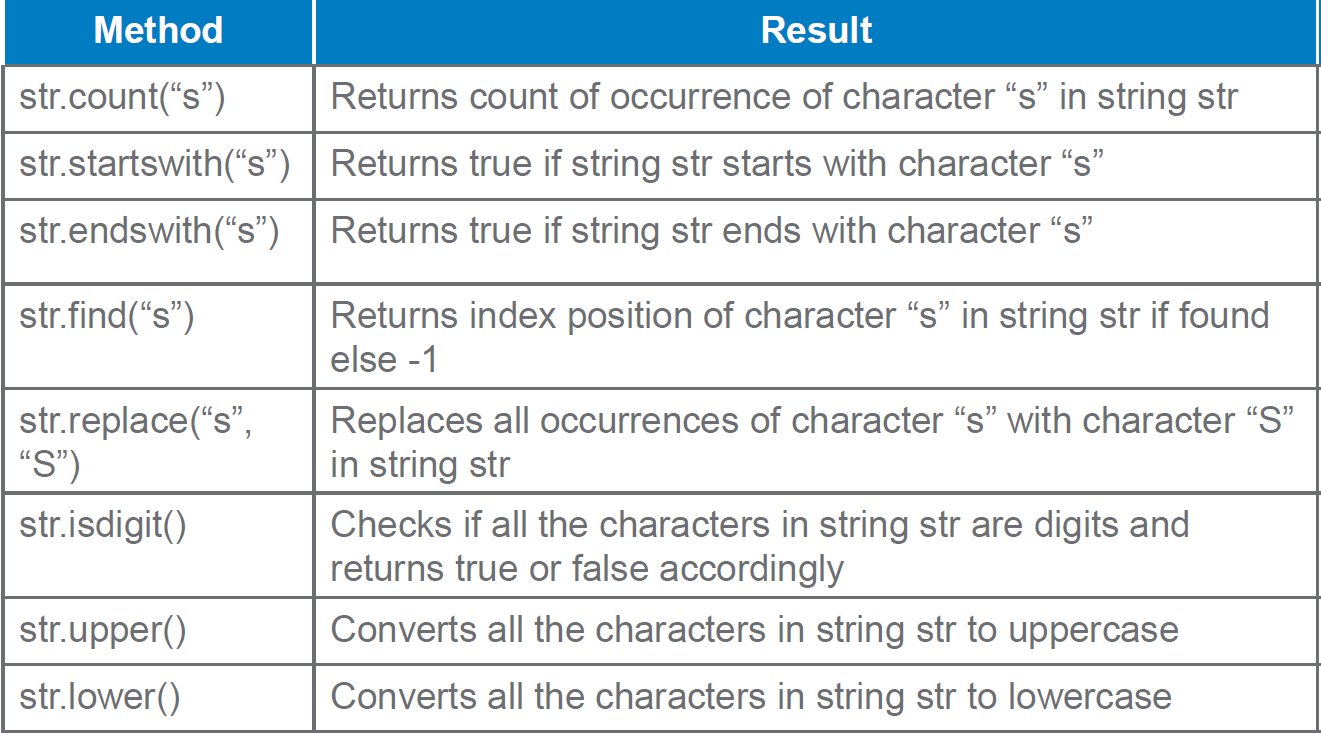 Method Result
str.count(“s”) Returns count of occurrence of character “s” in string str
str.startswith(“s”) Returns true if string str starts with character “s”
str.endswith(“s”) Returns true if string str ends with character “s”
str.find(“s”) Returns index position of character “s” in string str if found
else -1
str.replace(“s”, Replaces all occurrences of character “s” with character “S”
“S”) in string str
str.isdigit() Checks if all the characters in string str are digits and
returns true or false accordingly
str.upper() Converts all the characters in string str to uppercase
str.lower() Converts all the characters in string str to lowercase